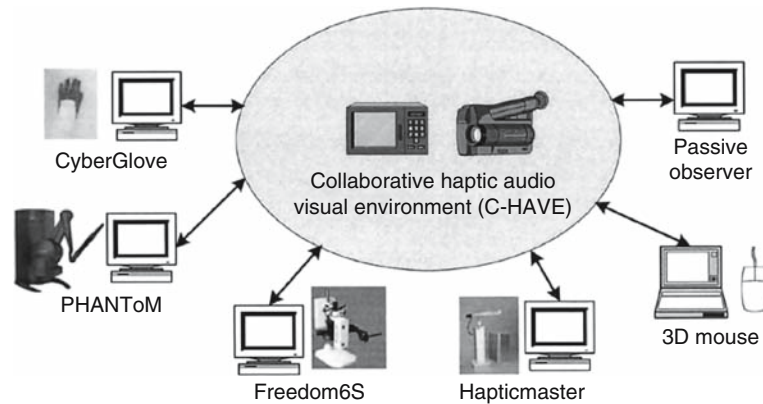 CyberGlove
Collaborative haptic audio
visual environment (C-HAVE)
Passive
observer
PHANToM
3D mouse
Freedom6S
Hapticmaster